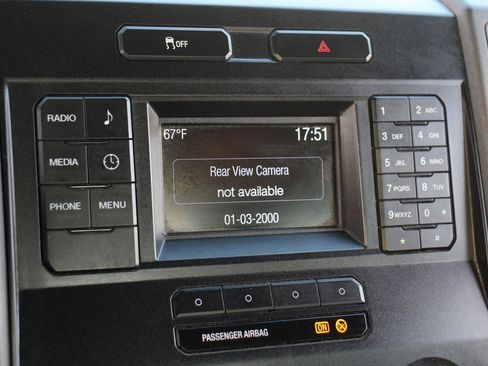 OFF
67°F 17:51
Rear View Camera
not available
01-03-2000
RADIO
MEDIA
PHONE MENU
1 2 ABC
3 DEF 4 GHI
5 JKL 6 MNO
7 PQRS 8 TUV
9 WXYZ 0 +
* #
PASSENGER AIRBAG ON